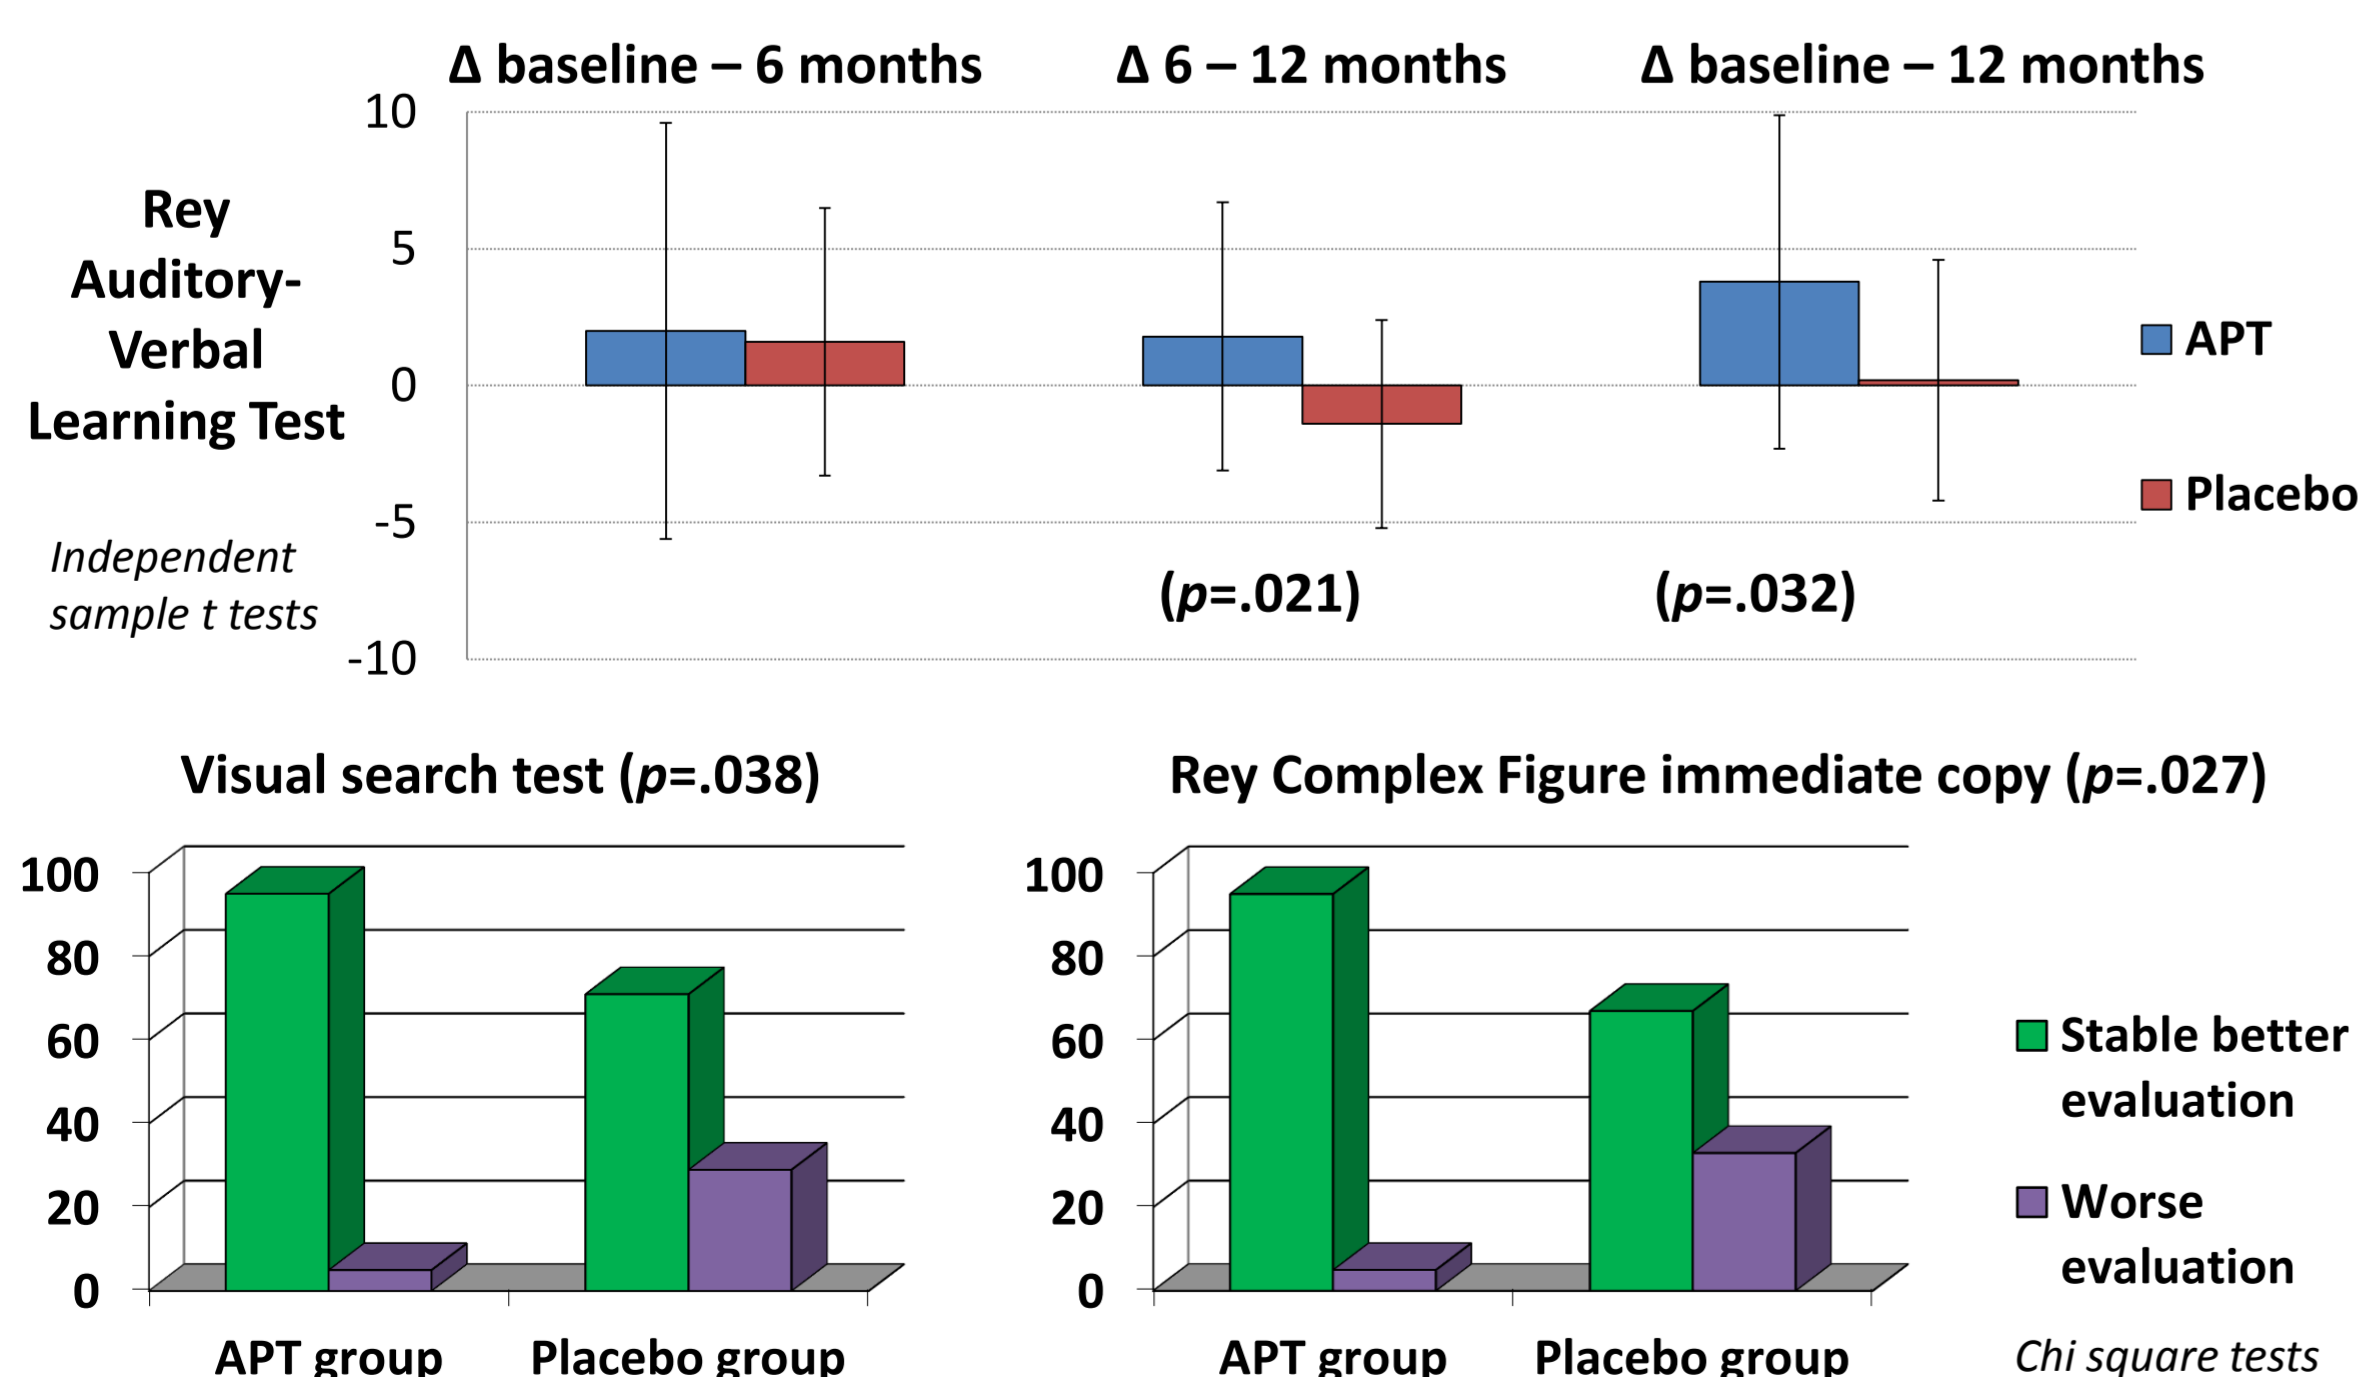 Δ baseline – 6 months
Δ 6 – 12 months
Δ baseline – 12 months
10
5
0
-5
-10
Rey
Auditory-
Verbal
Learning Test
Independent
sample t tests
(p=.021)
(p=.032)
APT
Placebo
Visual search test (p=.038)
100
80
60
40
20
0
APT group
Placebo group
Rey Complex Figure immediate copy (p=.027)
100
80
60
40
20
0
APT group
Placebo group
Stable better
evaluation
Worse
evaluation
Chi square tests